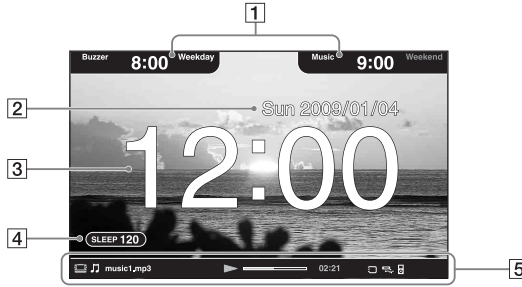 1
Buzzer 8:00 Weekday Music 9:00 Weekend
2 Sun 2009/01/04
3 12:00
4 SLEEP 120
music1.mp3 02:21 5